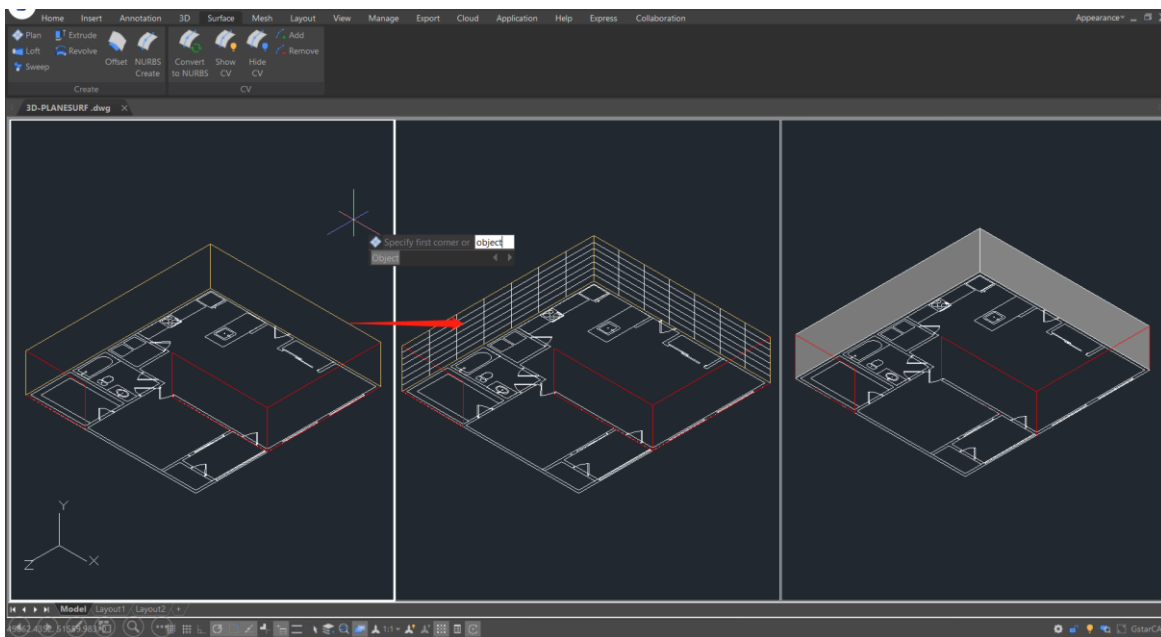 Home Insert Annotation 3D Surface Mesh Layout View Manage Export Cloud Application Help Express Collaboration Appearance
Plan Extrude Add
Loft Revolve Remove
Sweep
Offset NURBS Create Convert to NURBS Show CV Hide CV
Create CV
3D-PLANESURF.dwg
Specify first corner or object
Object
Y
Z X
Model Layout1 Layout2 +
1:1 GstarCA